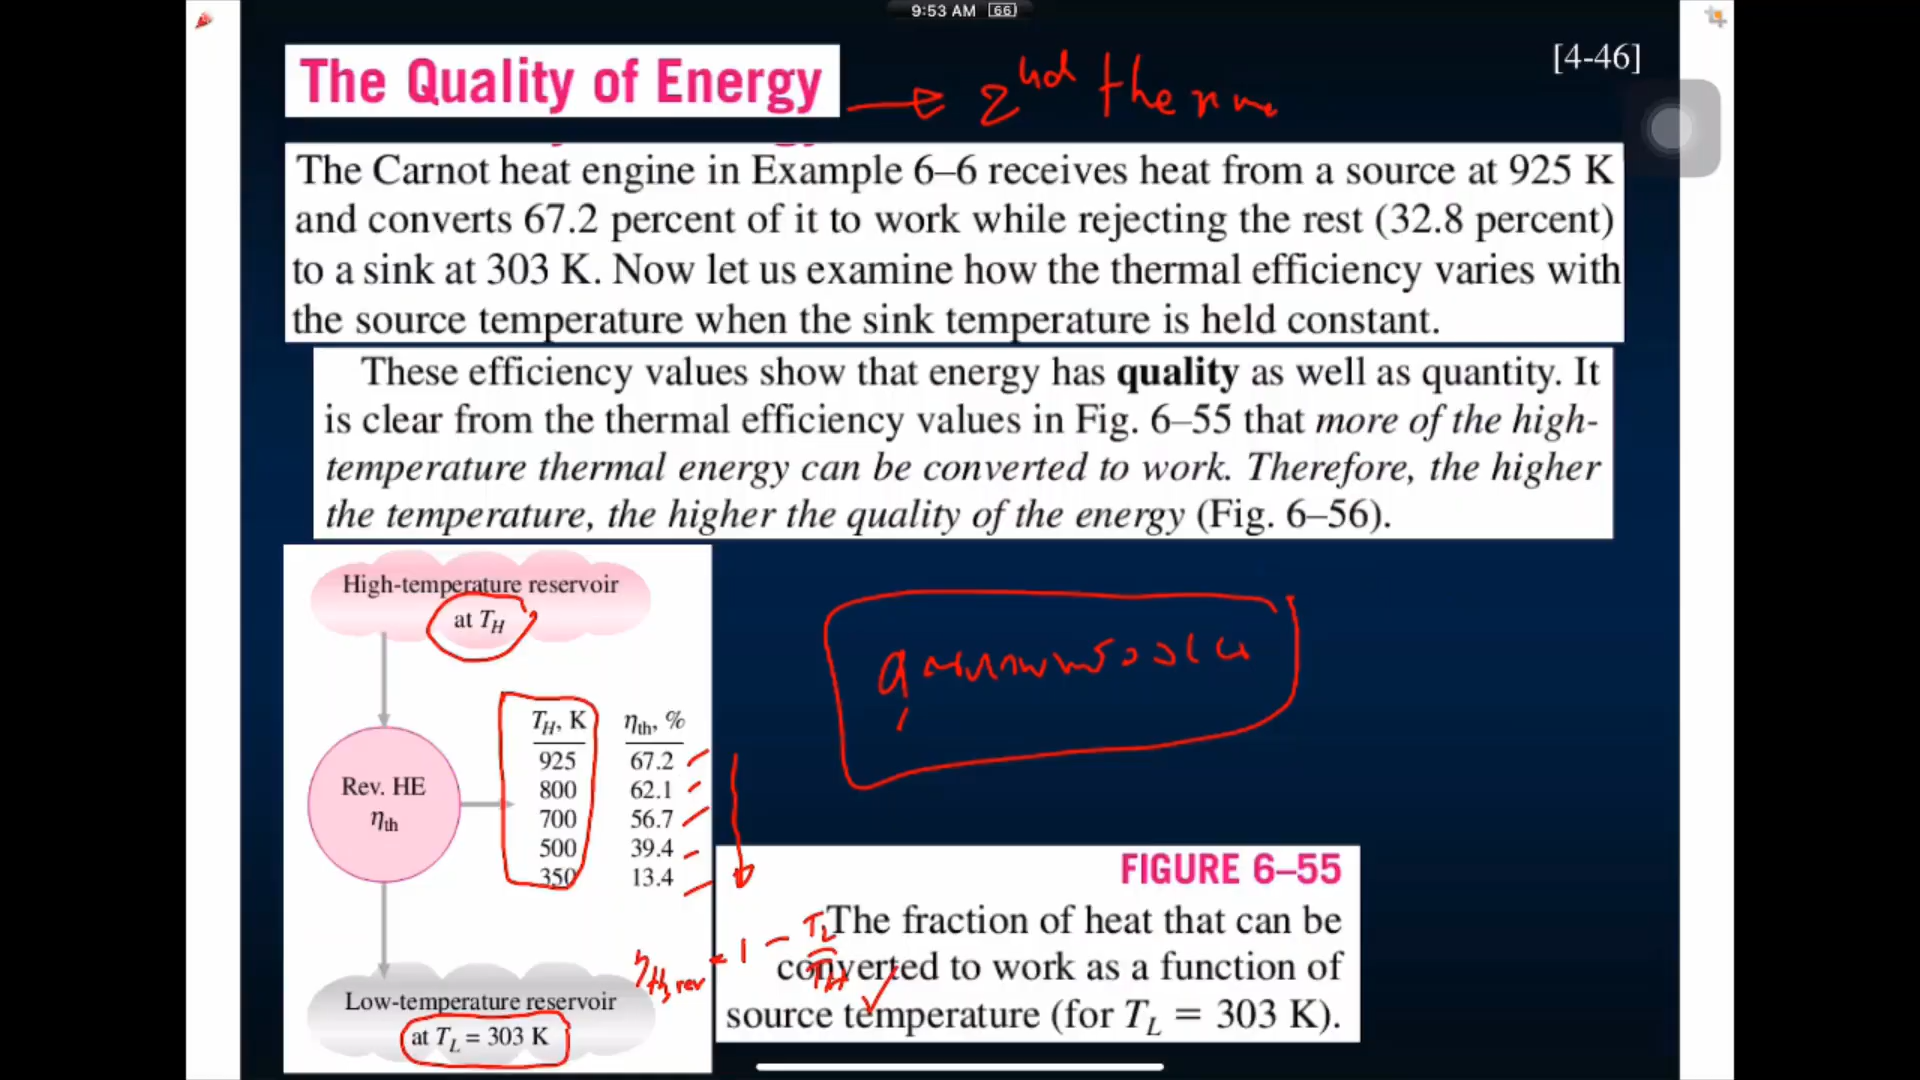 9:53 AM 66
[4-46]
The Quality of Energy
2nd therm
The Carnot heat engine in Example 6–6 receives heat from a source at 925 K
and converts 67.2 percent of it to work while rejecting the rest (32.8 percent)
to a sink at 303 K. Now let us examine how the thermal efficiency varies with
the source temperature when the sink temperature is held constant.
These efficiency values show that energy has quality as well as quantity. It
is clear from the thermal efficiency values in Fig. 6–55 that more of the high-
temperature thermal energy can be converted to work. Therefore, the higher
the temperature, the higher the quality of the energy (Fig. 6–56).
High-temperature reservoir
at T_H
T_H, K η_th, %
925 67.2
800 62.1
700 56.7
500 39.4
350 13.4
Rev. HE
η_th
Low-temperature reservoir
at T_L = 303 K
η_th,rev = 1 - T_L/T_H
FIGURE 6–55
The fraction of heat that can be
converted to work as a function of
source temperature (for T_L = 303 K).